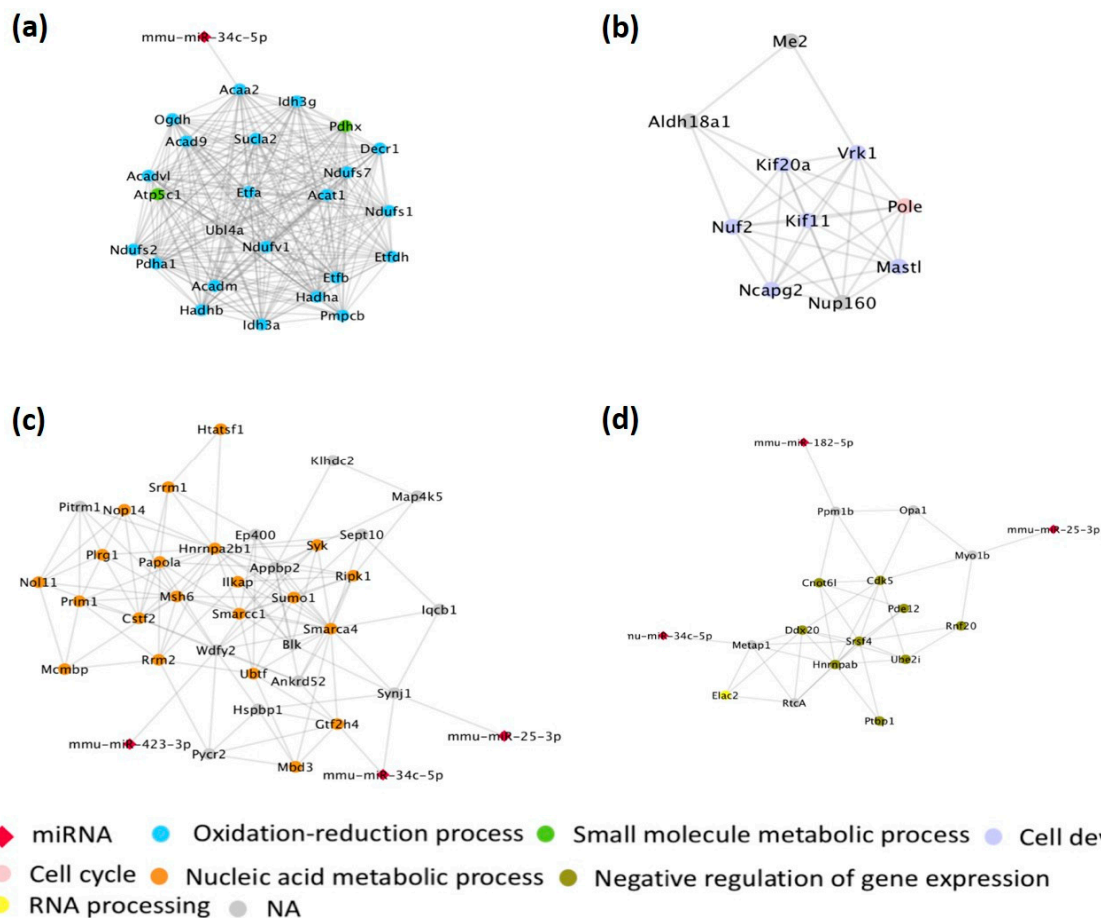 (a)
mmu-miR-34c-5p
Acaa2
Idh3g
Ogdh
Pdhx
Acad9
Sucla2
Decr1
Acadvl
Ndufs7
Atp5c1
Etfa
Acat1
Ndufs1
Ubl4a
Ndufs2
Ndufv1
Etfdh
Pdha1
Etfb
Acadm
Hadha
Hadhb
Pmpcb
Idh3a
(b)
Me2
Aldh18a1
Vrk1
Kif20a
Pole
Nuf2
Kif11
Mastl
Ncapg2
Nup160
(c)
Htatsf1
Klhdc2
Srrm1
Map4k5
Pitrm1
Nop14
Ep400
Sept10
Hnrnpa2b1
Syk
Plrg1
Papola
Appbp2
Ripk1
Nol11
Ilkap
Prim1
Msh6
Sumo1
Iqcb1
Cstf2
Smarcc1
Smarca4
Wdfy2
Blk
Mcmbp
Rrm2
Ubtf
Ankrd52
Synj1
Hspbp1
Gtf2h4
mmu-miR-25-3p
mmu-miR-423-3p
Pycr2
Mbd3
mmu-miR-34c-5p
(d)
mmu-miR-182-5p
Ppm1b
Opa1
mmu-miR-25-3p
Myo1b
Cnot6l
Cdk5
Pde12
Ddx20
Rnf20
nu-miR-34c-5p
Metap1
Srsf4
Hnrnpab
Ube2i
Elac2
RtcA
Ptbp1
miRNA
Oxidation-reduction process
Small molecule metabolic process
Cell de
Cell cycle
Nucleic acid metabolic process
Negative regulation of gene expression
RNA processing
NA